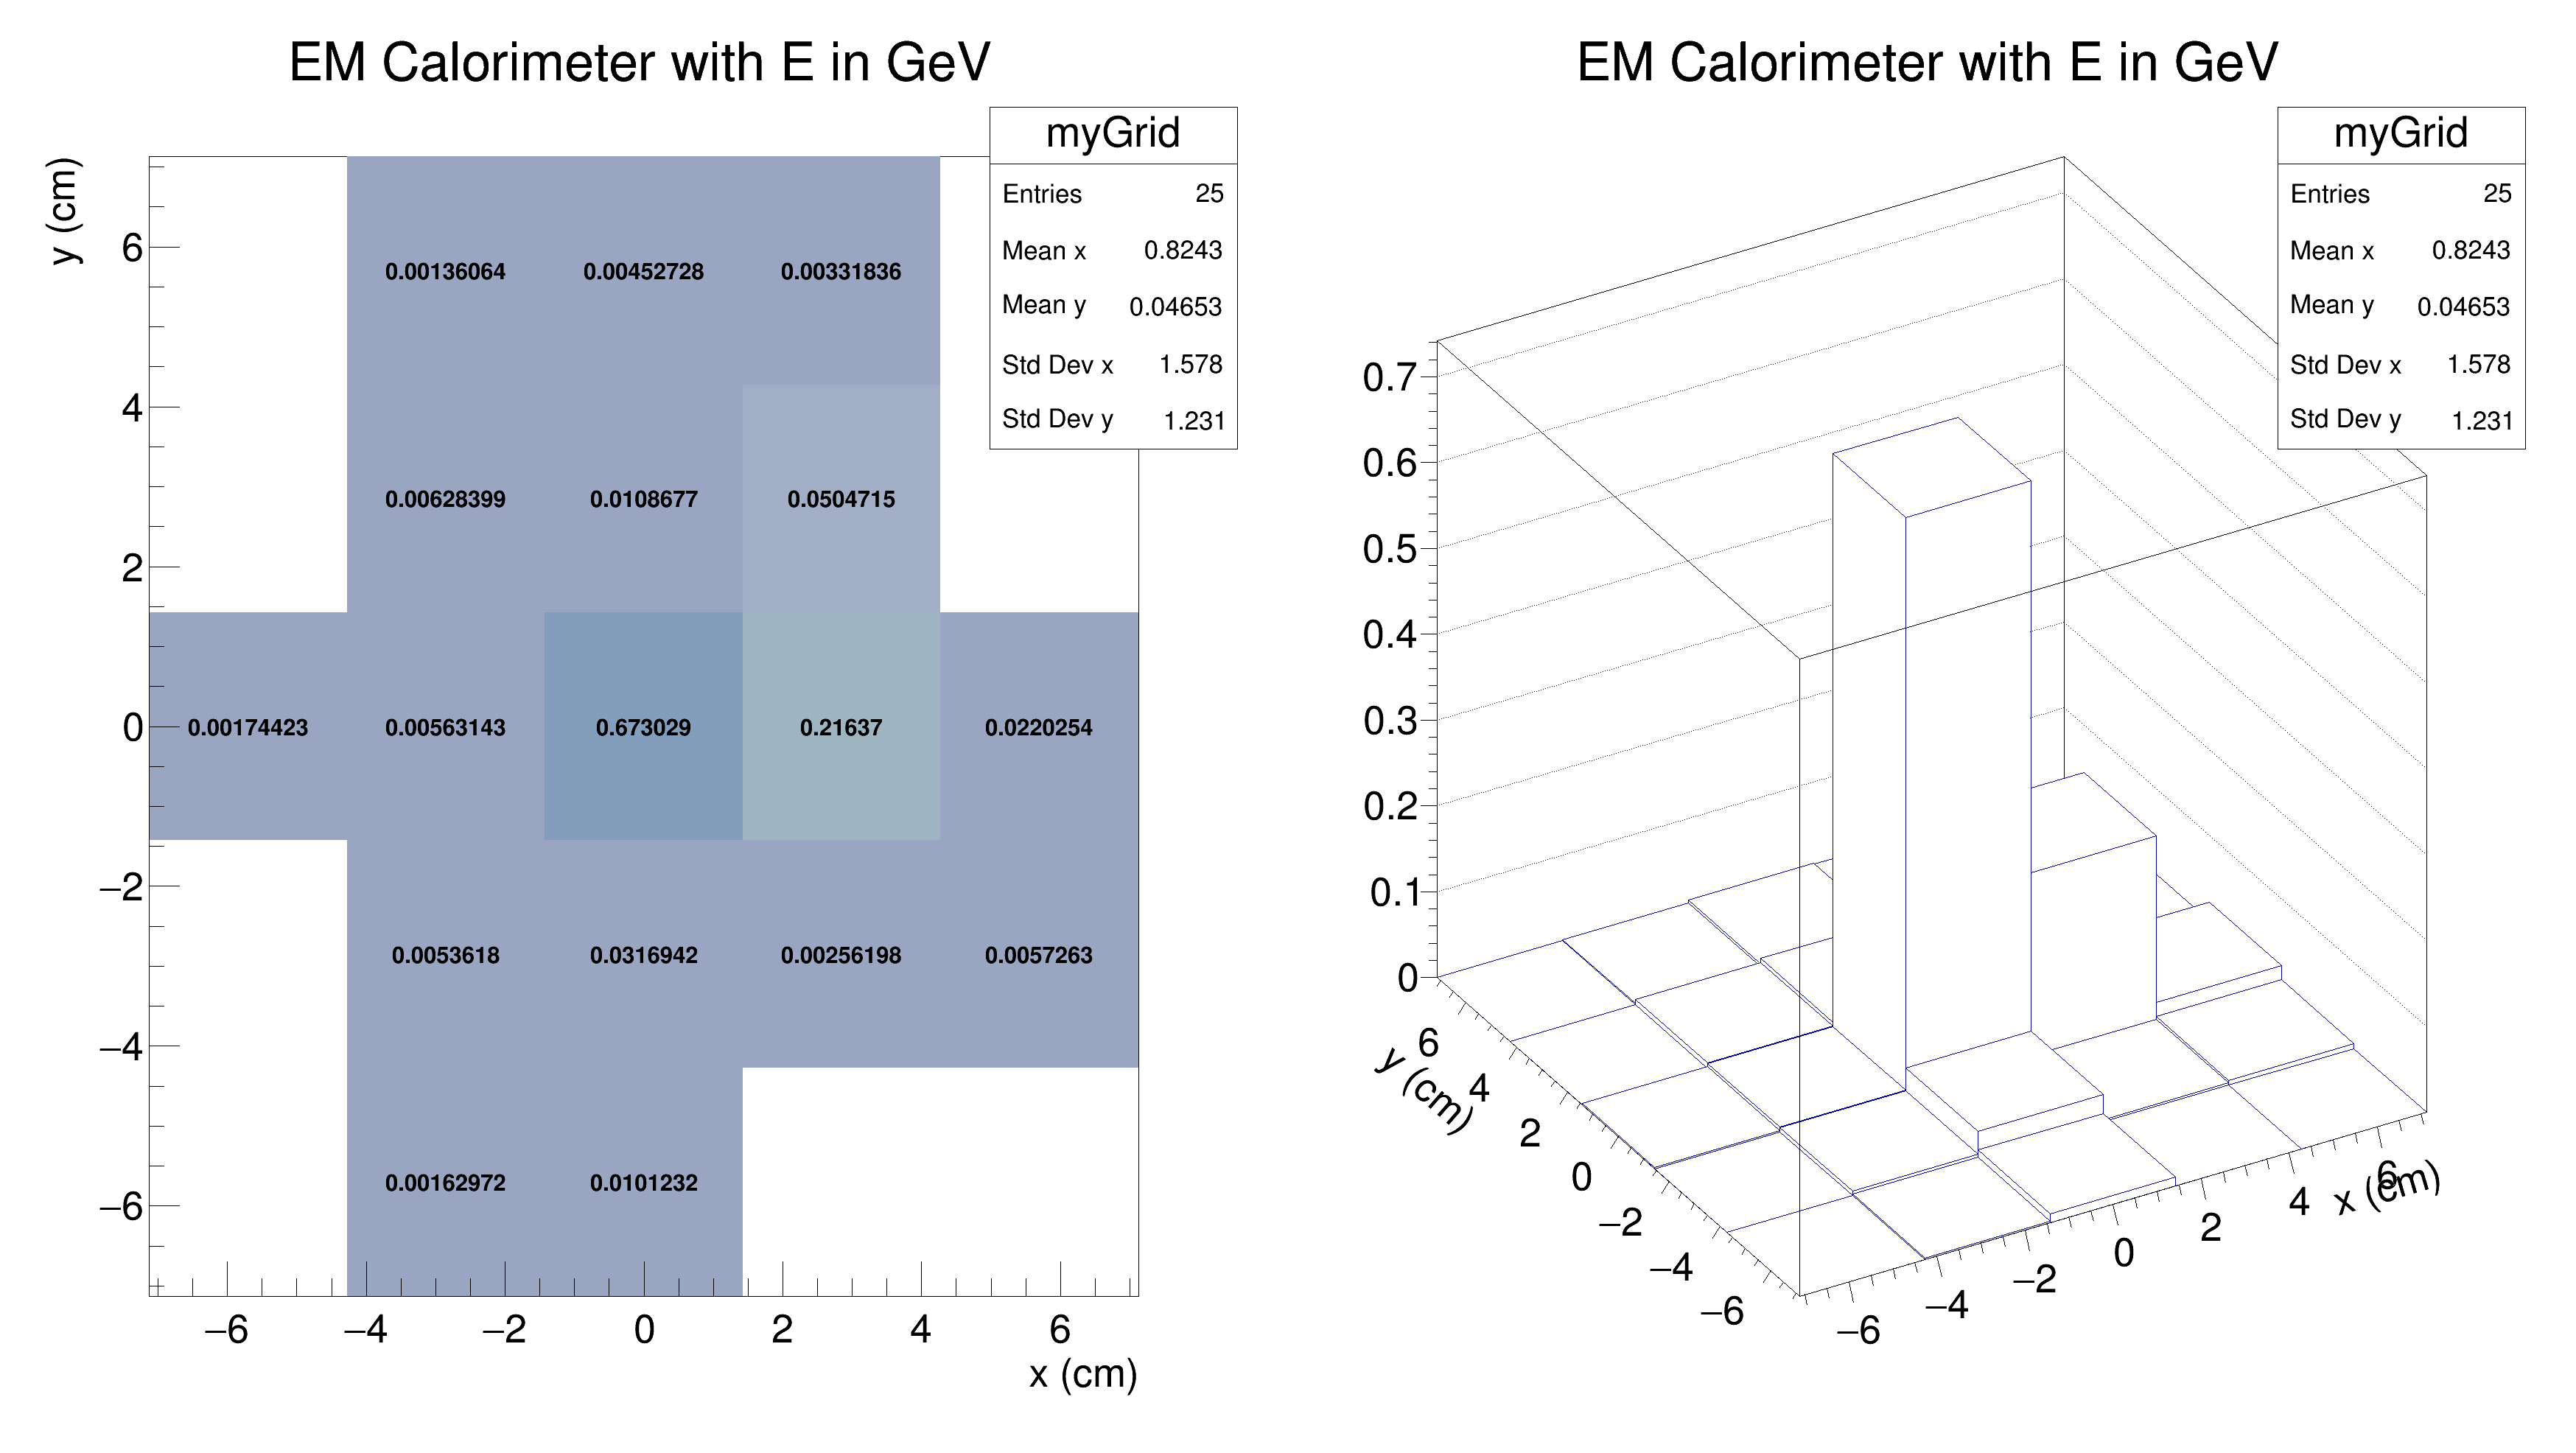 EM Calorimeter with E in GeV
myGrid
Entries 25
Mean x 0.8243
Mean y 0.04653
Std Dev x 1.578
Std Dev y 1.231
y (cm)
6
4
2
0
−2
−4
−6
0.00136064 0.00452728 0.00331836
0.00628399 0.0108677 0.0504715
0.00174423 0.00563143 0.673029 0.21637 0.0220254
0.0053618 0.0316942 0.00256198 0.0057263
0.00162972 0.0101232
−6 −4 −2 0 2 4 6
x (cm)
EM Calorimeter with E in GeV
myGrid
Entries 25
Mean x 0.8243
Mean y 0.04653
Std Dev x 1.578
Std Dev y 1.231
0.7
0.6
0.5
0.4
0.3
0.2
0.1
0
y (cm)
6
4
2
0
−2
−4
−6
−6 −4 −2 0 2 4 6
x (cm)